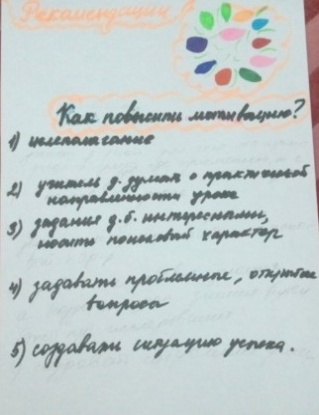 Рекомендации
Как повысить мотивацию?
1) целеполагание
2) учитель д. думать о практической
направленности урока
3) задания д.б. интересными,
носить поисковый характер
4) задавать проблемные, открытые
вопросы
5) создавать ситуацию успеха.